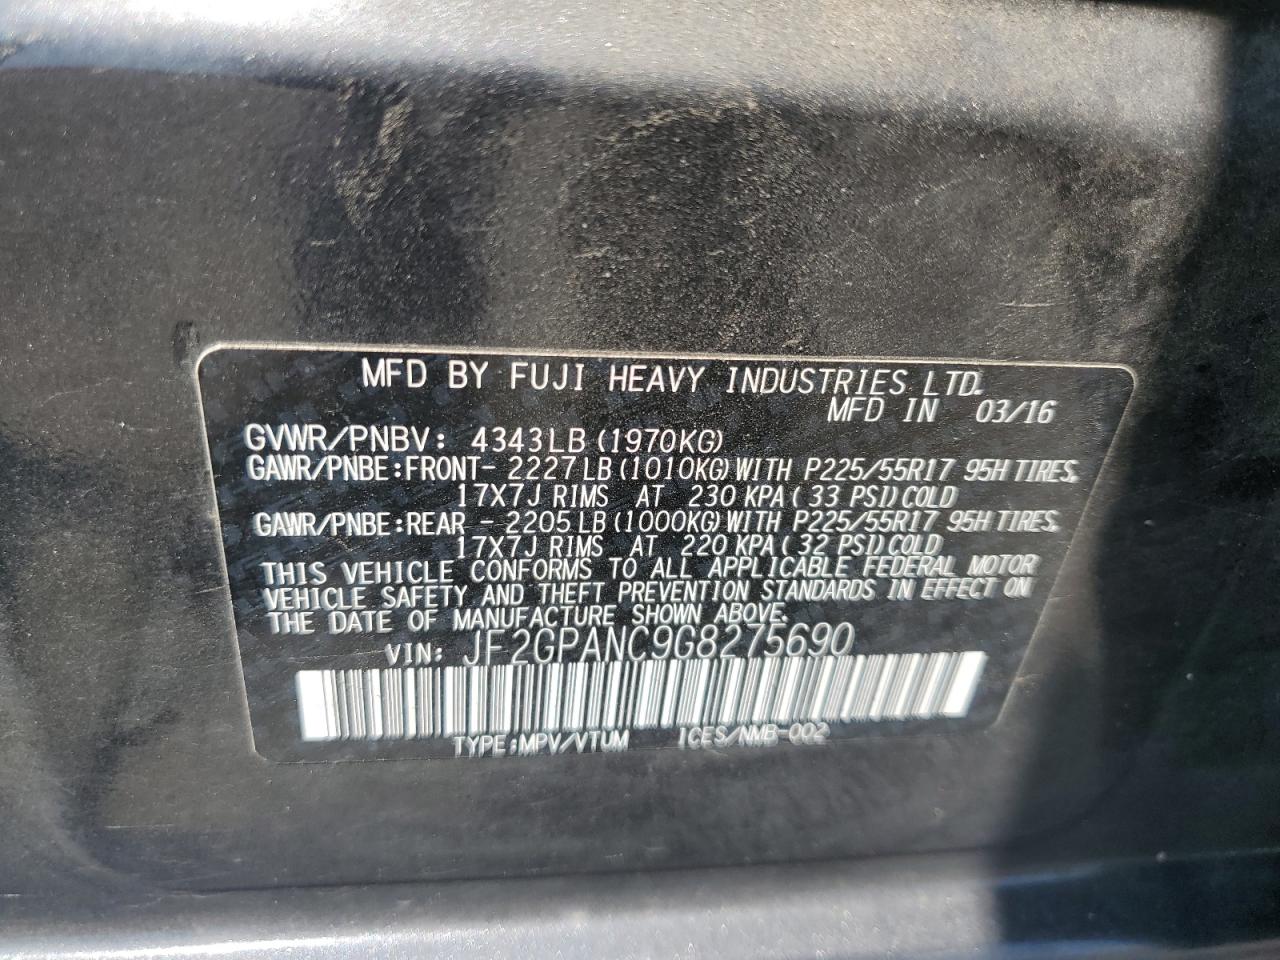 MFD BY FUJI HEAVY INDUSTRIES LTD.
MFD IN 03/16
GVWR/PNBV: 4343LB (1970KG)
GAWR/PNBE:FRONT- 2227LB(1010KG)WITH P225/55R17 95H TIRES,
17X7J RIMS AT 230 KPA( 33 PSI)COLD
GAWR/PNBE:REAR - 2205LB(1000KG)WITH P225/55R17 95H TIRES,
17X7J RIMS AT 220 KPA( 32 PSI)COLD
THIS VEHICLE CONFORMS TO ALL APPLICABLE FEDERAL MOTOR
VEHICLE SAFETY AND THEFT PREVENTION STANDARDS IN EFFECT ON
THE DATE OF MANUFACTURE SHOWN ABOVE.
VIN: JF2GPANC9G8275690
TYPE:MPV/VTUM ICES/NMB-002